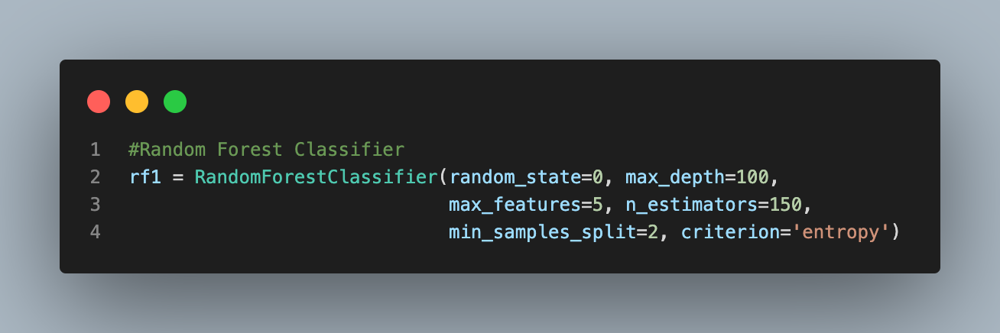 1 #Random Forest Classifier
2 rf1 = RandomForestClassifier(random_state=0, max_depth=100,
3                              max_features=5, n_estimators=150,
4                              min_samples_split=2, criterion='entropy')